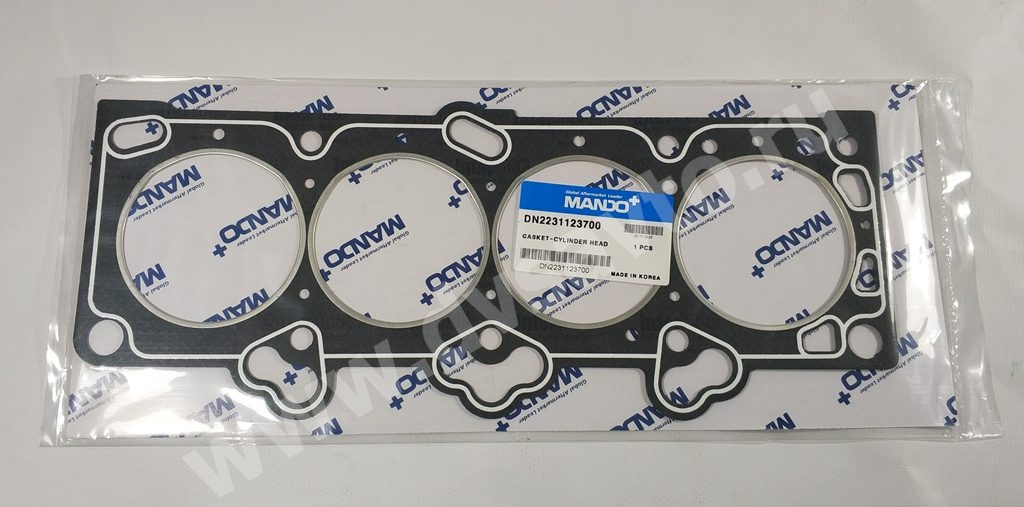 Global Aftermarket Leader
MANDO+
DN2231123700
GASKET-CYLINDER HEAD
1 PCS
DN2231123700
MADE IN KOREA
MANDO+
Global Aftermarket Leader